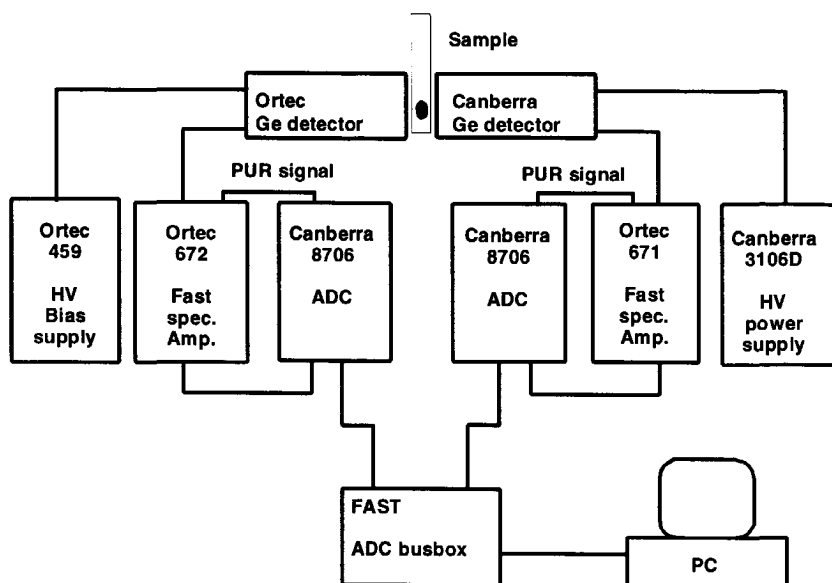 Sample
Ortec
Ge detector
Canberra
Ge detector
PUR signal
PUR signal
Ortec
459
HV
Bias
supply
Ortec
672
Fast
spec.
Amp.
Canberra
8706
ADC
Canberra
8706
ADC
Ortec
671
Fast
spec.
Amp.
Canberra
3106D
HV
power
supply
FAST
ADC busbox
PC